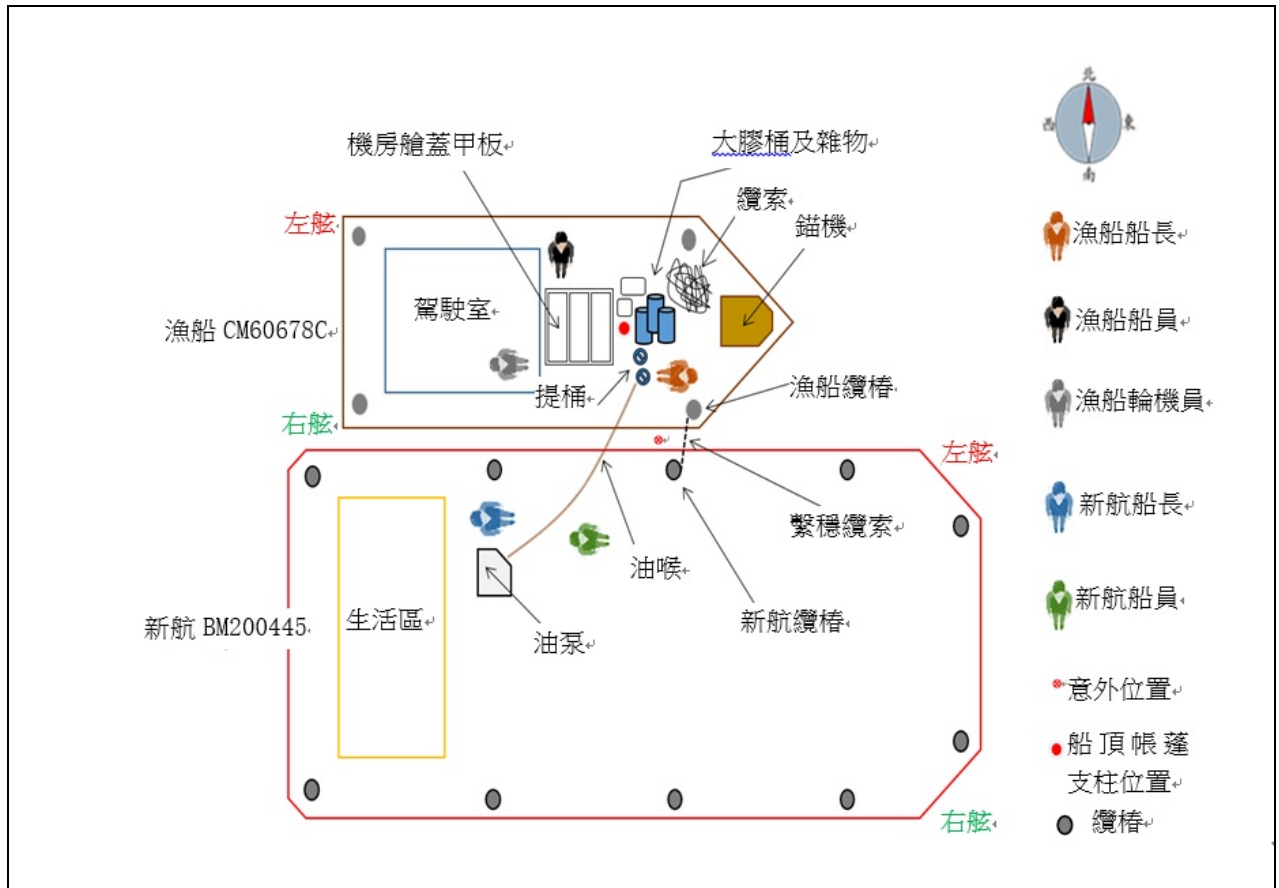 北
西
東
南
機房艙蓋甲板
大膠桶及雜物
纜索
錨機
左舷
漁船船長
駕駛室
漁船 CM60678C
漁船船員
提桶
漁船纜樁
漁船輪機員
右舷
左舷
新航船長
繫穩纜索
油喉
生活區
新航纜樁
新航船員
新航 BM200445
油泵
意外位置
船頂帳蓬
支柱位置
右舷
纜樁